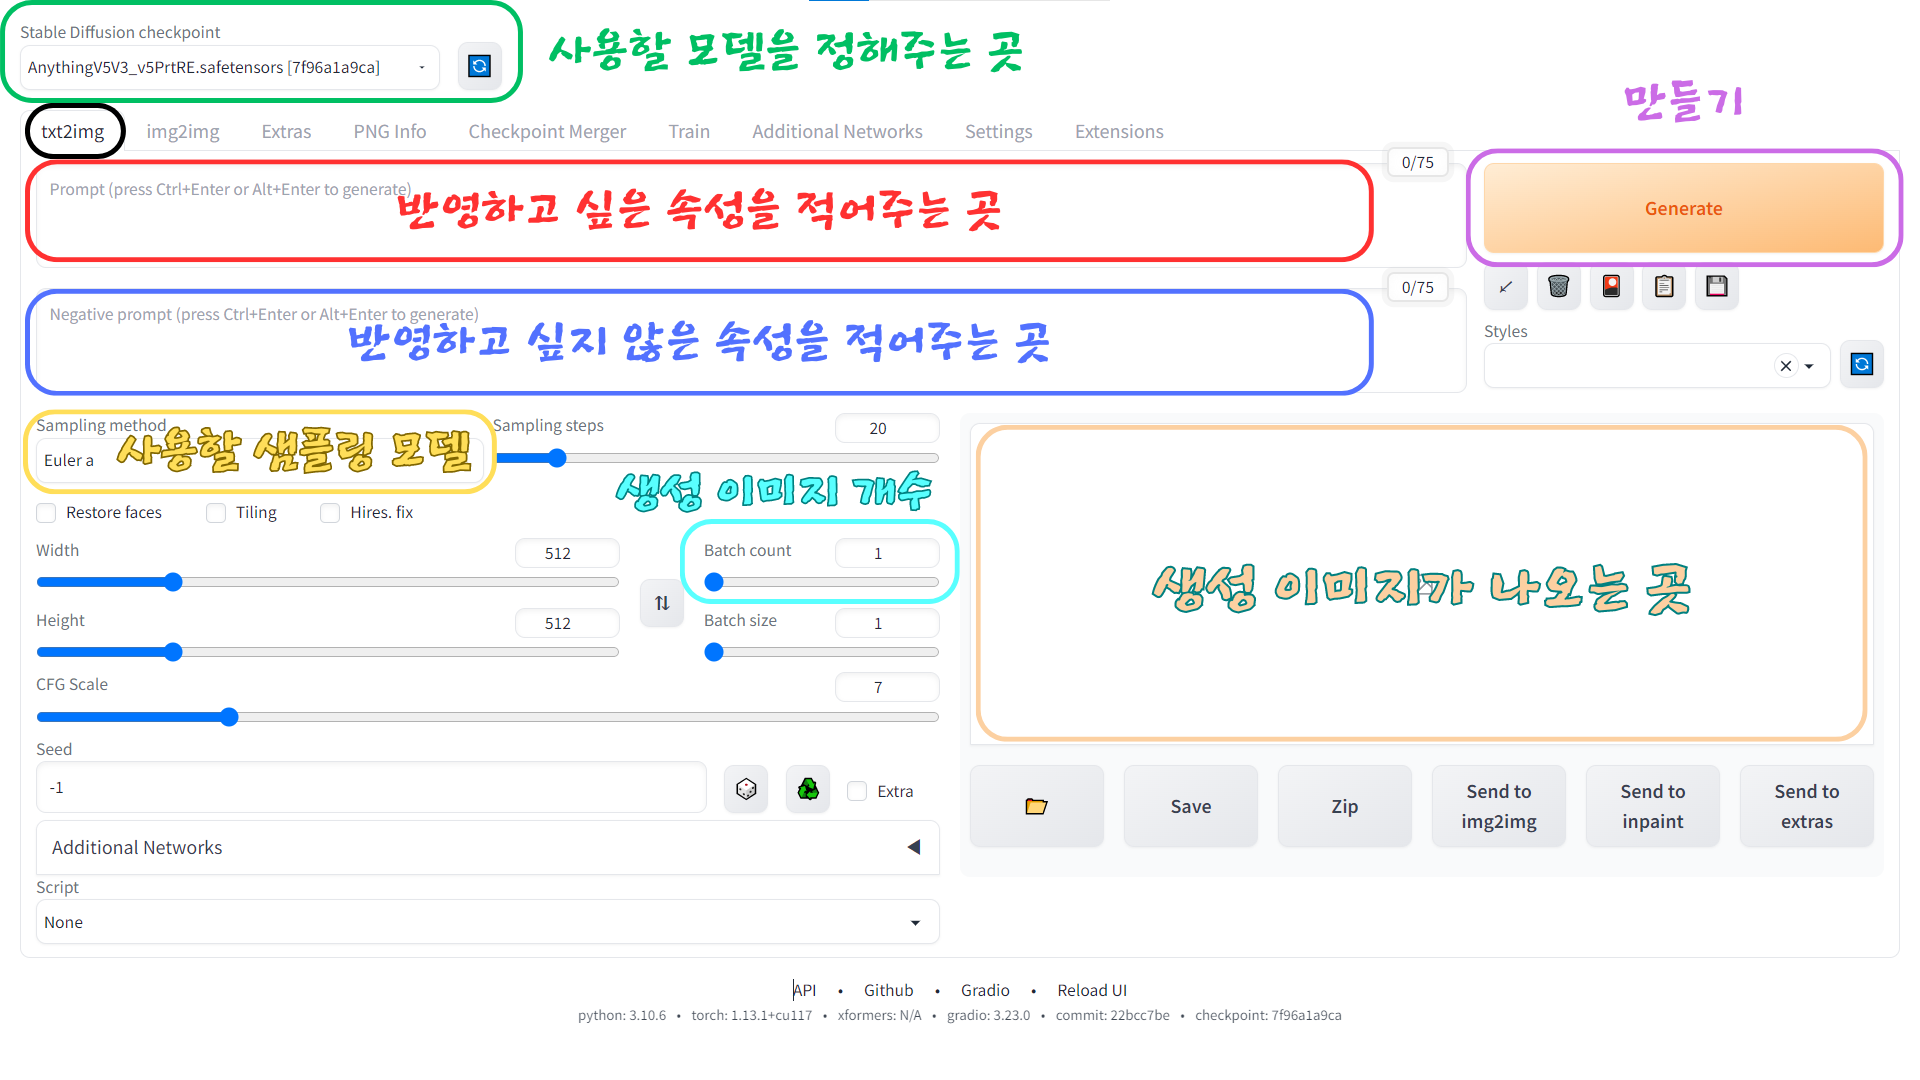 Stable Diffusion checkpoint
AnythingV5V3_v5PrtRE.safetensors [7f96a1a9ca]
사용할 모델을 정해주는 곳
만들기
txt2img img2img Extras PNG Info Checkpoint Merger Train Additional Networks Settings Extensions
0/75
Prompt (press Ctrl+Enter or Alt+Enter to generate)
반영하고 싶은 속성을 적어주는 곳
Generate
0/75
Negative prompt (press Ctrl+Enter or Alt+Enter to generate)
반영하고 싶지 않은 속성을 적어주는 곳
Styles
Sampling method
Euler a
사용할 샘플링 모델
Sampling steps
20
생성 이미지 개수
Restore faces Tiling Hires. fix
Width
512
Batch count
1
Height
512
Batch size
1
CFG Scale
7
생성 이미지가 나오는 곳
Seed
-1
Extra
Save
Zip
Send to
img2img
Send to
inpaint
Send to
extras
Additional Networks
Script
None
API • Github • Gradio • Reload UI
python: 3.10.6 • torch: 1.13.1+cu117 • xformers: N/A • gradio: 3.23.0 • commit: 22bcc7be • checkpoint: 7f96a1a9ca